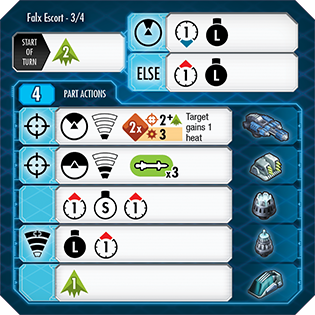 Falx Escort - 3/4
START OF TURN
2
1
L
ELSE
1
L
4
PART ACTIONS
2x
2+
3
Target gains 1 heat
x3
1
S
1
L
1
1